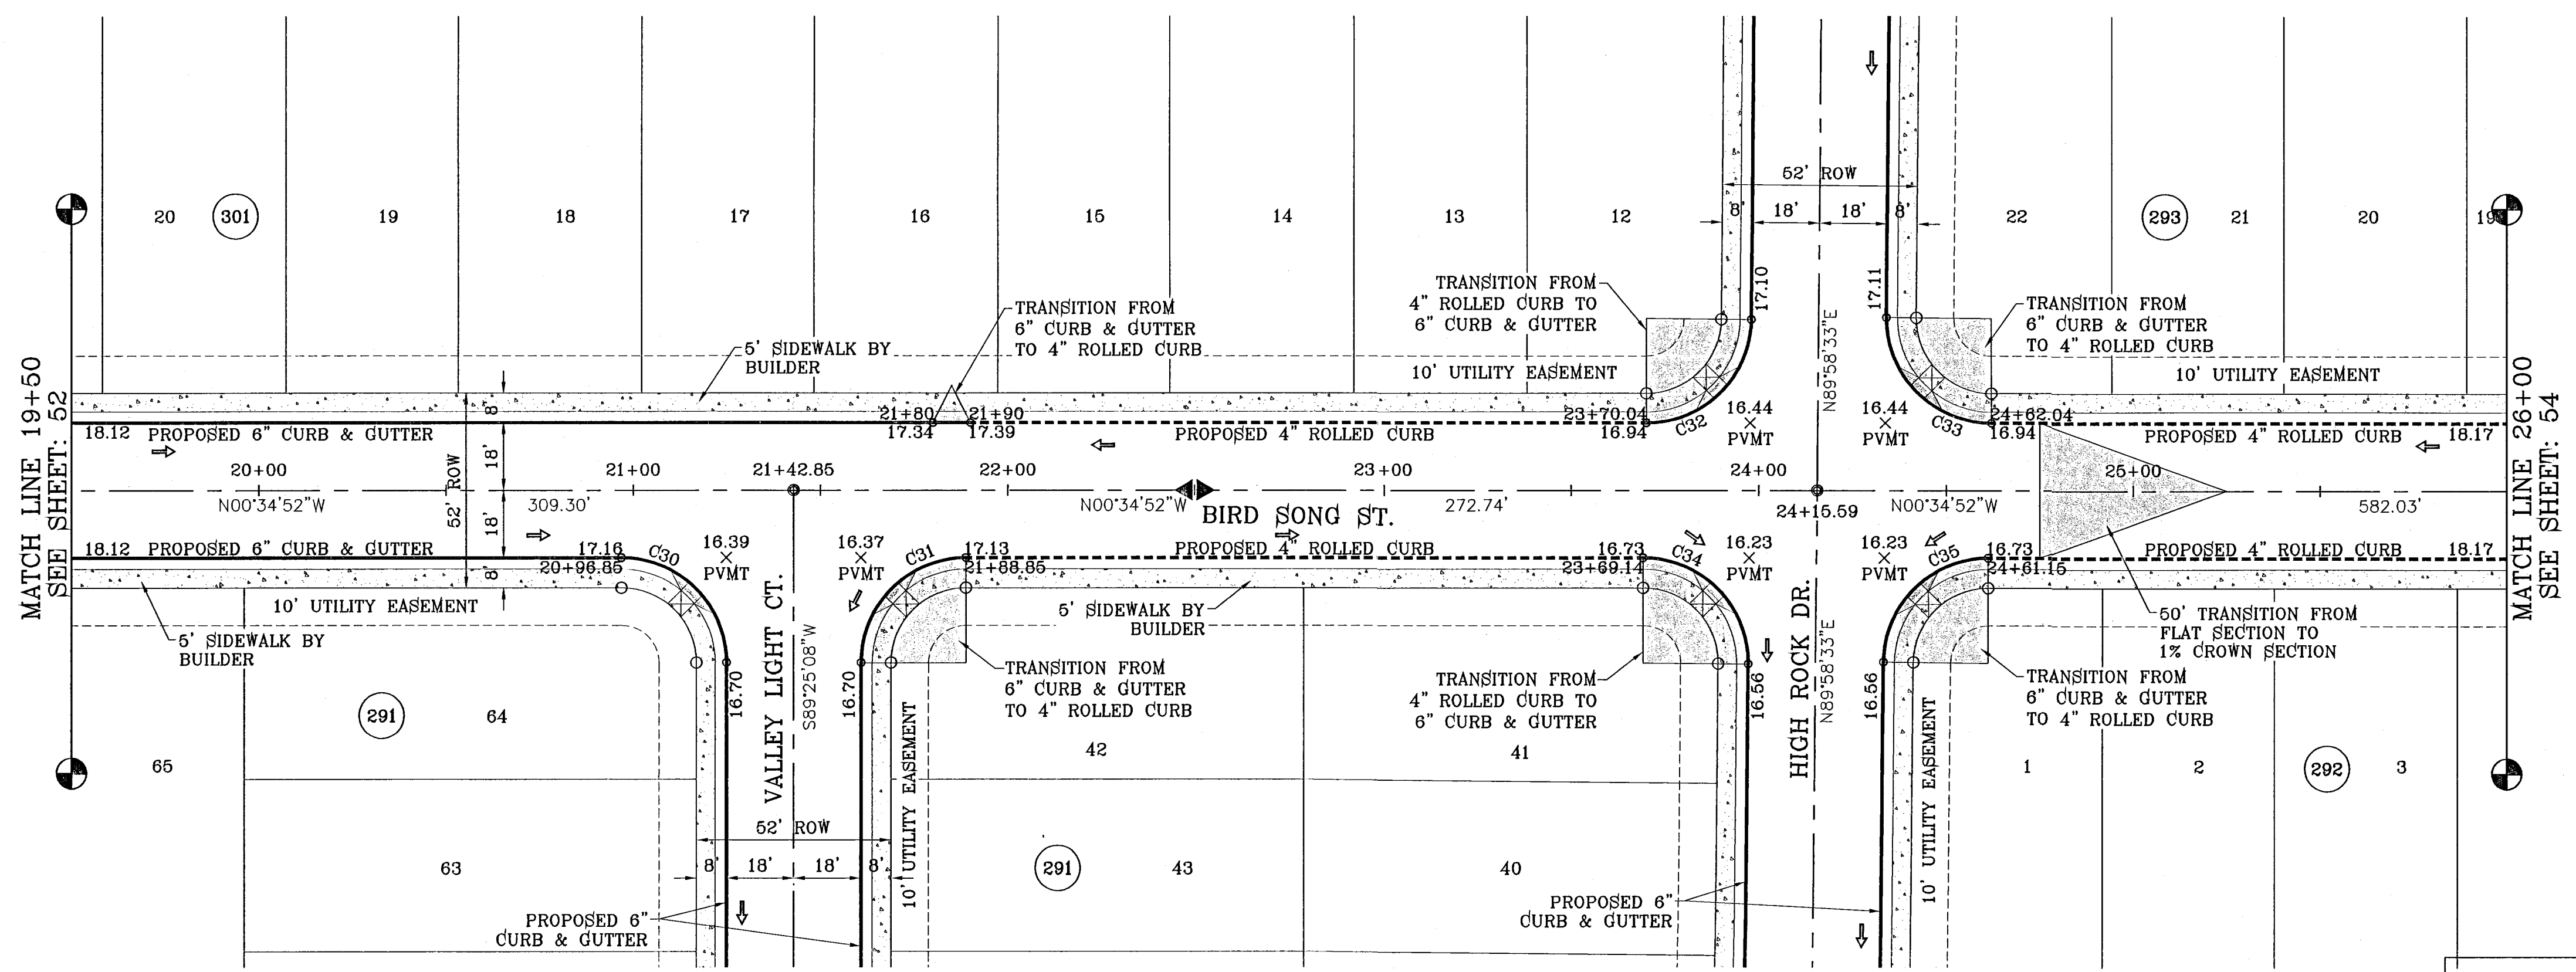 MATCH LINE 19+50
SEE SHEET: 52
20
301
19
18
17
16
15
14
13
12
52' ROW
8'
18'
18'
8'
22
293
21
20
19
17.10
17.11
N89°58'33"E
TRANSITION FROM
4" ROLLED CURB TO
6" CURB & GUTTER
TRANSITION FROM
6" CURB & GUTTER
TO 4" ROLLED CURB
TRANSITION FROM
6" CURB & GUTTER
TO 4" ROLLED CURB
5' SIDEWALK BY
BUILDER
10' UTILITY EASEMENT
10' UTILITY EASEMENT
8'
21+80
21+90
23+70.04
C32
16.44
PVMT
16.44
PVMT
C33
24+62.04
18.12
PROPOSED 6" CURB & GUTTER
17.34
17.39
PROPOSED 4" ROLLED CURB
16.94
16.94
PROPOSED 4" ROLLED CURB
18.17
18'
52' ROW
20+00
21+00
21+42.85
22+00
23+00
24+00
25+00
N00°34'52"W
309.30'
N00°34'52"W
BIRD SONG ST.
272.74'
24+15.59
N00°34'52"W
582.03'
18'
18.12
PROPOSED 6" CURB & GUTTER
17.16
C30
16.39
PVMT
16.37
PVMT
C31
17.13
PROPOSED 4" ROLLED CURB
16.73
C34
16.23
PVMT
16.23
PVMT
C35
16.73
PROPOSED 4" ROLLED CURB
18.17
8'
20+96.85
21+88.85
23+69.14
24+61.15
10' UTILITY EASEMENT
5' SIDEWALK BY
BUILDER
5' SIDEWALK BY
BUILDER
50' TRANSITION FROM
FLAT SECTION TO
1% CROWN SECTION
MATCH LINE 26+00
SEE SHEET: 54
16.70
VALLEY LIGHT CT.
S89°25'08"W
16.70
TRANSITION FROM
6" CURB & GUTTER
TO 4" ROLLED CURB
TRANSITION FROM
4" ROLLED CURB TO
6" CURB & GUTTER
16.56
HIGH ROCK DR.
N89°58'33"E
16.56
TRANSITION FROM
6" CURB & GUTTER
TO 4" ROLLED CURB
291
64
65
10' UTILITY EASEMENT
42
41
10' UTILITY EASEMENT
1
2
292
3
52' ROW
8'
18'
18'
8'
63
291
43
40
PROPOSED 6"
CURB & GUTTER
PROPOSED 6"
CURB & GUTTER